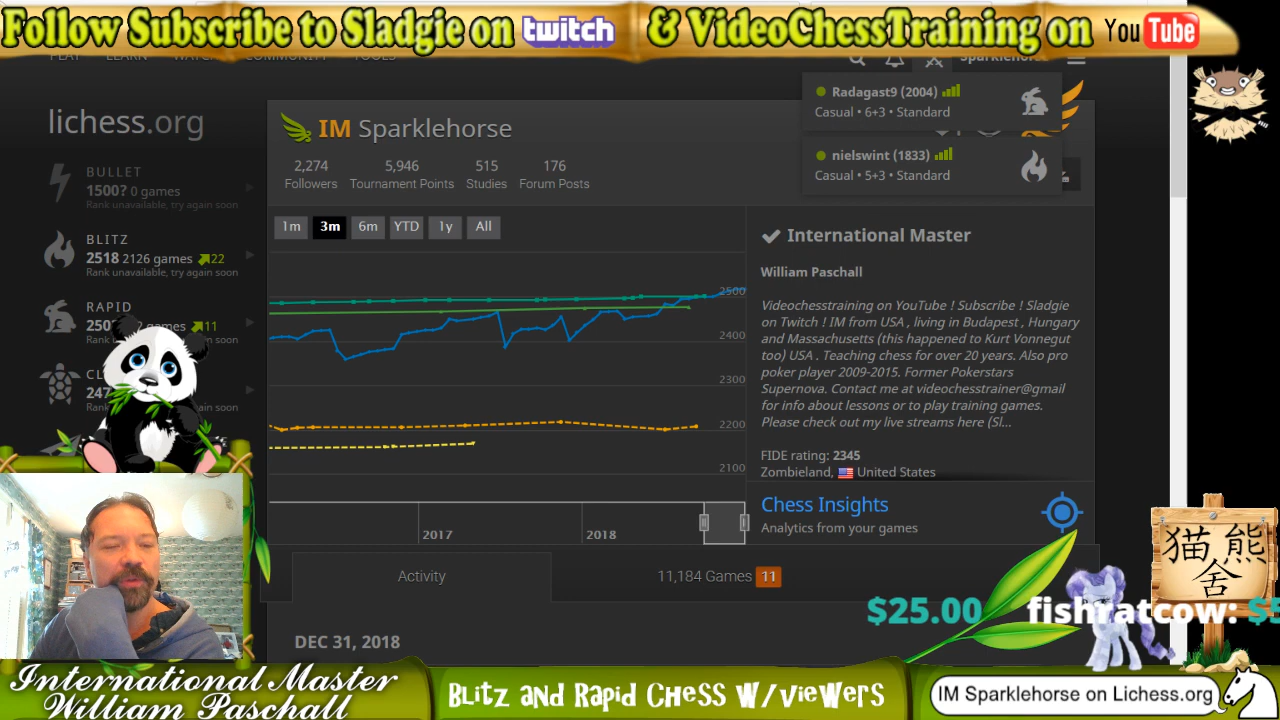 Follow Subscribe to Sladgie on twitch & VideoChessTraining on YouTube
lichess.org
IM Sparklehorse
2,274 5,946 515 176
Followers Tournament Points Studies Forum Posts
Radagast9 (2004)
Casual • 6+3 • Standard
nielswint (1833)
Casual • 5+3 • Standard
BULLET
1500? 0 games
Rank unavailable, try again soon
BLITZ
2518 2126 games 22
Rank unavailable, try again soon
RAPID
games 11
soon
CL
247
Rank soon
1m 3m 6m YTD 1y All
2500
2400
2300
2200
2100
2017 2018
International Master
William Paschall
Videochesstraining on YouTube ! Subscribe ! Sladgie
on Twitch ! IM from USA , living in Budapest , Hungary
and Massachusetts (this happened to Kurt Vonnegut
too) USA . Teaching chess for over 20 years. Also pro
poker player 2009-2015. Former Pokerstars
Supernova. Contact me at videochesstrainer@gmail
for info about lessons or to play training games.
Please check out my live streams here (Sl...
FIDE rating: 2345
Zombieland, United States
Chess Insights
Analytics from your games
Activity 11,184 Games 11
DEC 31, 2018
$25.00 fishratcow: $5
猫熊
舎
International Master
William Paschall
Blitz and Rapid Chess w/viewers
IM Sparklehorse on Lichess.org